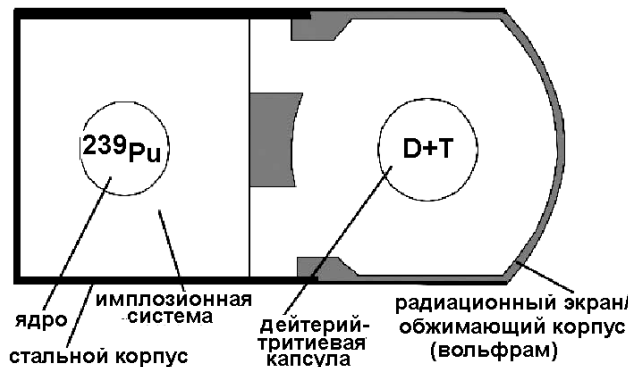 239Pu
D+T
ядро
имплозионная
система
стальной корпус
дейтерий-
тритиевая
капсула
радиационный экран/
обжимающий корпус
(вольфрам)